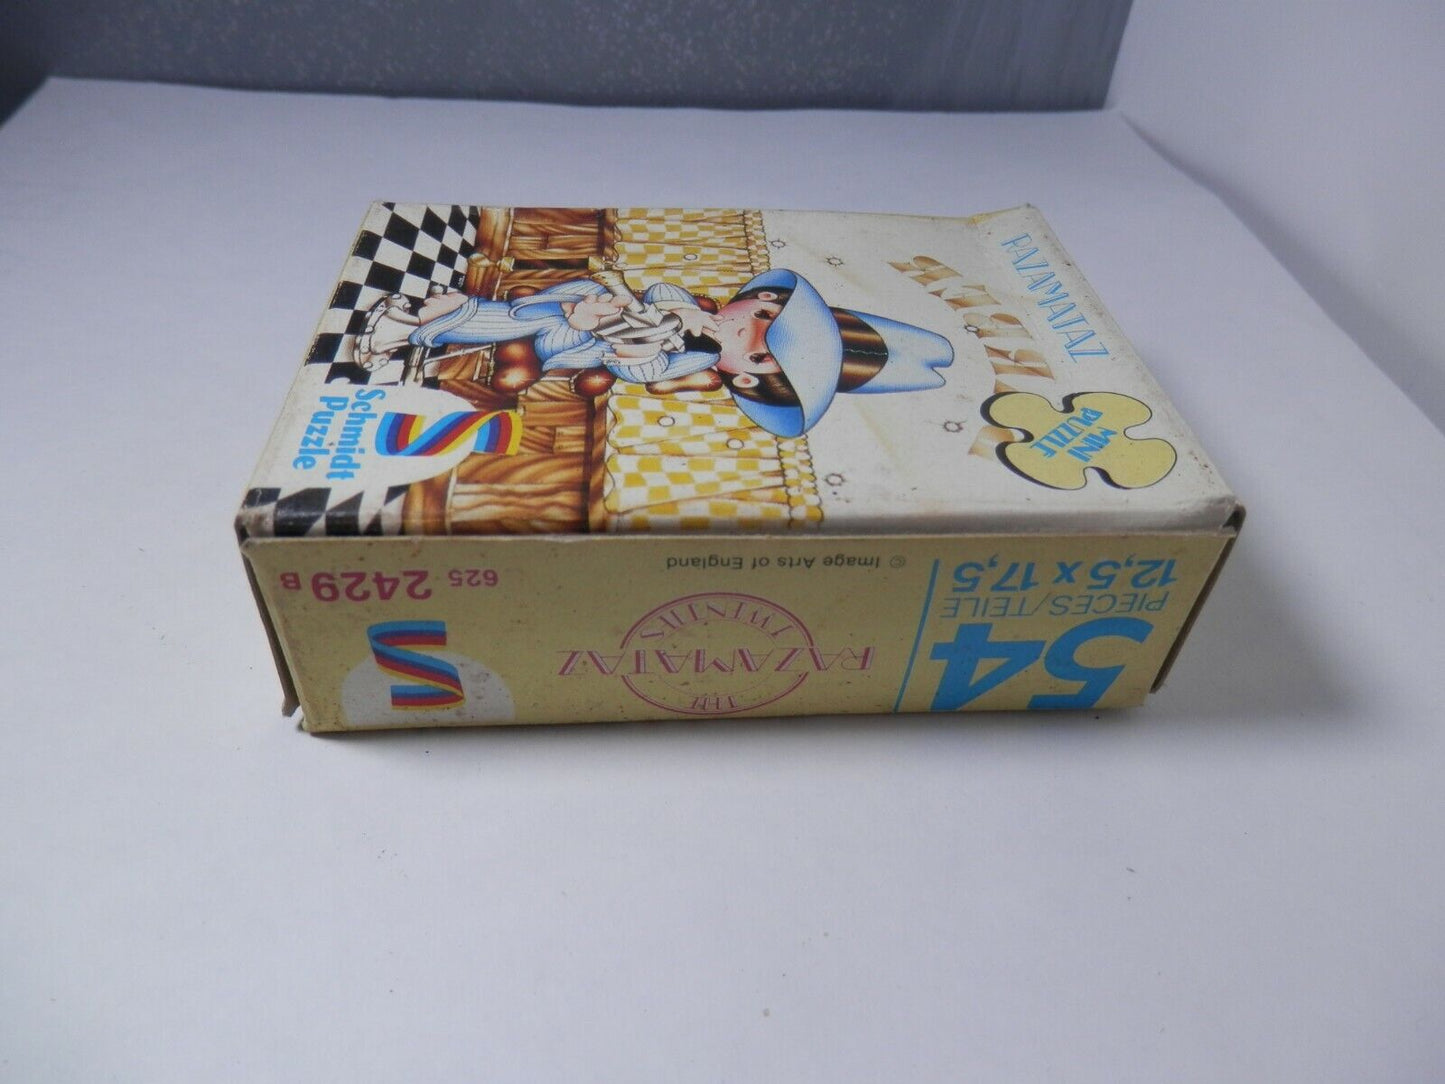 RAZAMATAZ
MINI
PUZZLE
Schmidt
Puzzle
54
PIECES/TEILE
12,5 x 17,5
THE
RAZAMATAZ
TWINJIES
© Image Arts of England
625 2429 B